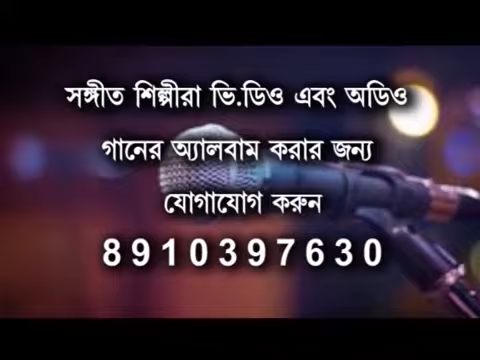 সঙ্গীত শিল্পীরা ভি.ডিও এবং অডিও
গানের অ্যালবাম করার জন্য
যোগাযোগ করুন
8910397630